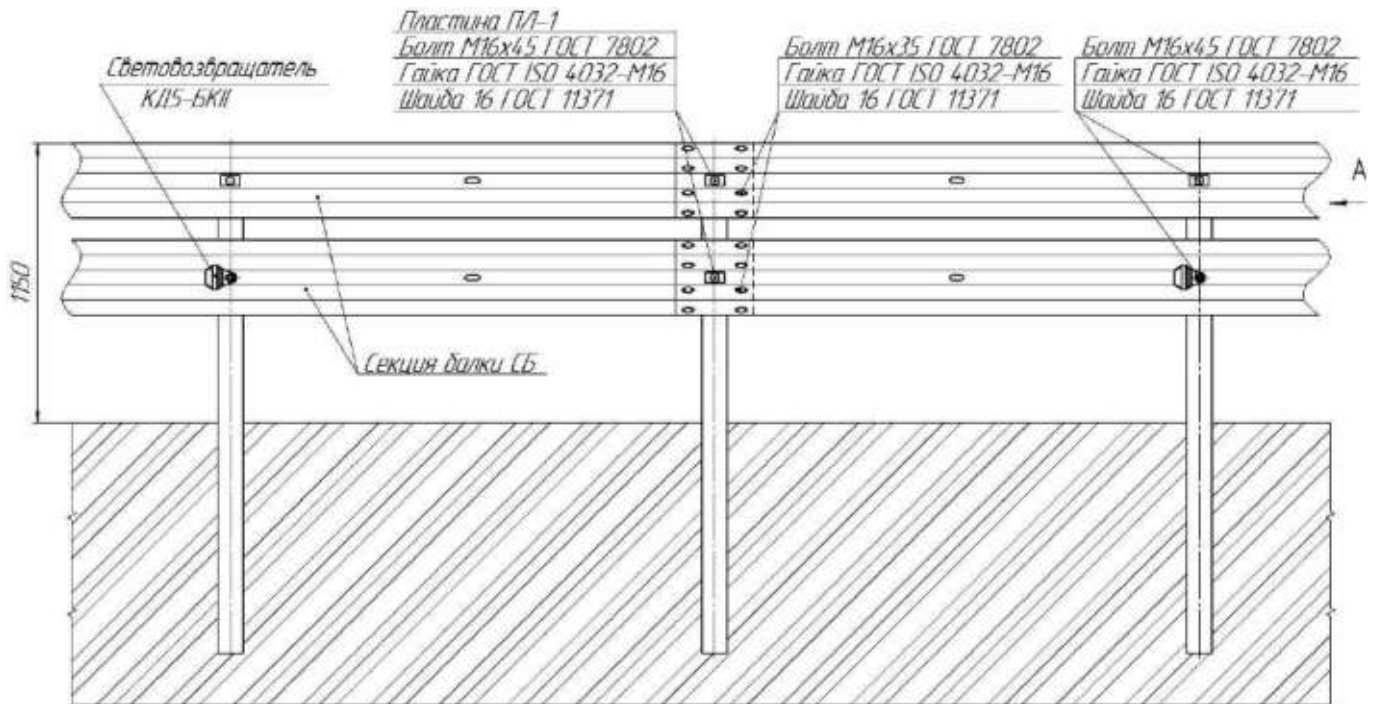 Световозвращатель
КД5-БКII
Пластина ПЛ-1
Болт М16х45 ГОСТ 7802
Гайка ГОСТ ISO 4032-М16
Шайба 16 ГОСТ 11371
Болт М16х35 ГОСТ 7802
Гайка ГОСТ ISO 4032-М16
Шайба 16 ГОСТ 11371
Болт М16х45 ГОСТ 7802
Гайка ГОСТ ISO 4032-М16
Шайба 16 ГОСТ 11371
А
1150
Секция балки СБ